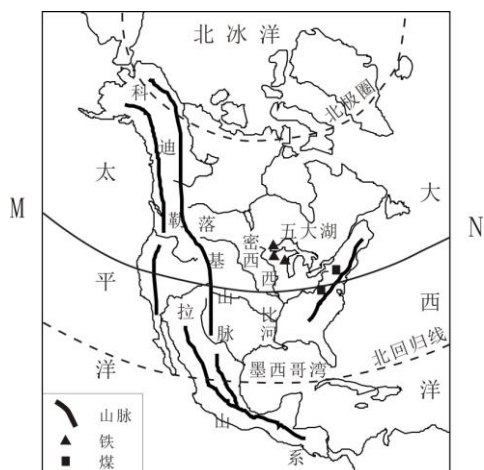 北冰洋
北极圈
科迪勒拉山系
太平洋
大西洋
M
N
落基山脉
五大湖
密西西比河
墨西哥湾
北回归线
山脉
铁
煤